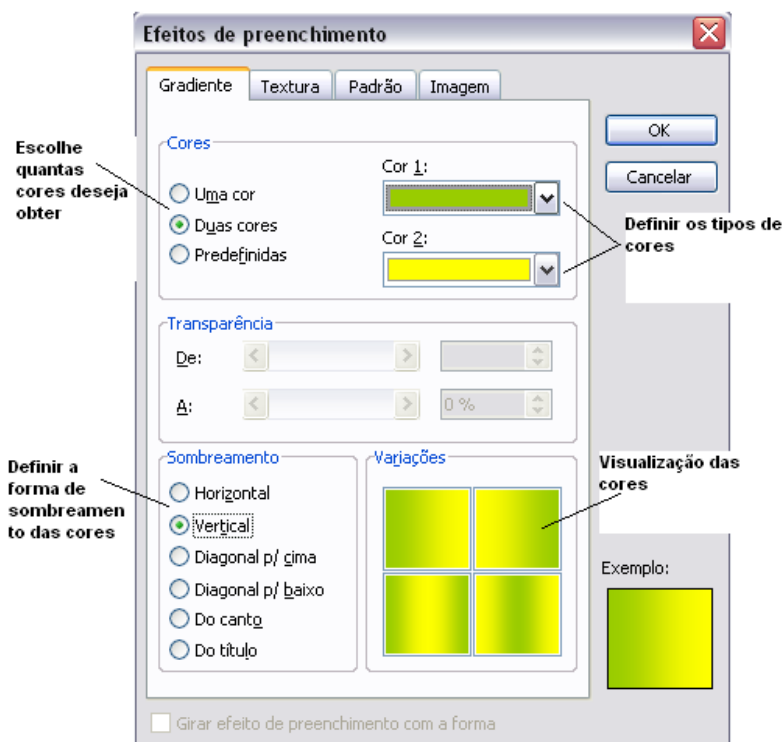 Efeitos de preenchimento
Gradiente
Textura
Padrão
Imagem
OK
Cancelar
Escolhe
quantas
cores deseja
obter
Cores
Uma cor
Duas cores
Predefinidas
Cor 1:
Cor 2:
Definir os tipos de
cores
Transparência
De:
A:
0 %
Definir a
forma de
sombreamen
to das cores
Sombreamento
Horizontal
Vertical
Diagonal p/ cima
Diagonal p/ baixo
Do canto
Do título
Variações
Visualização das
cores
Exemplo:
Girar efeito de preenchimento com a forma